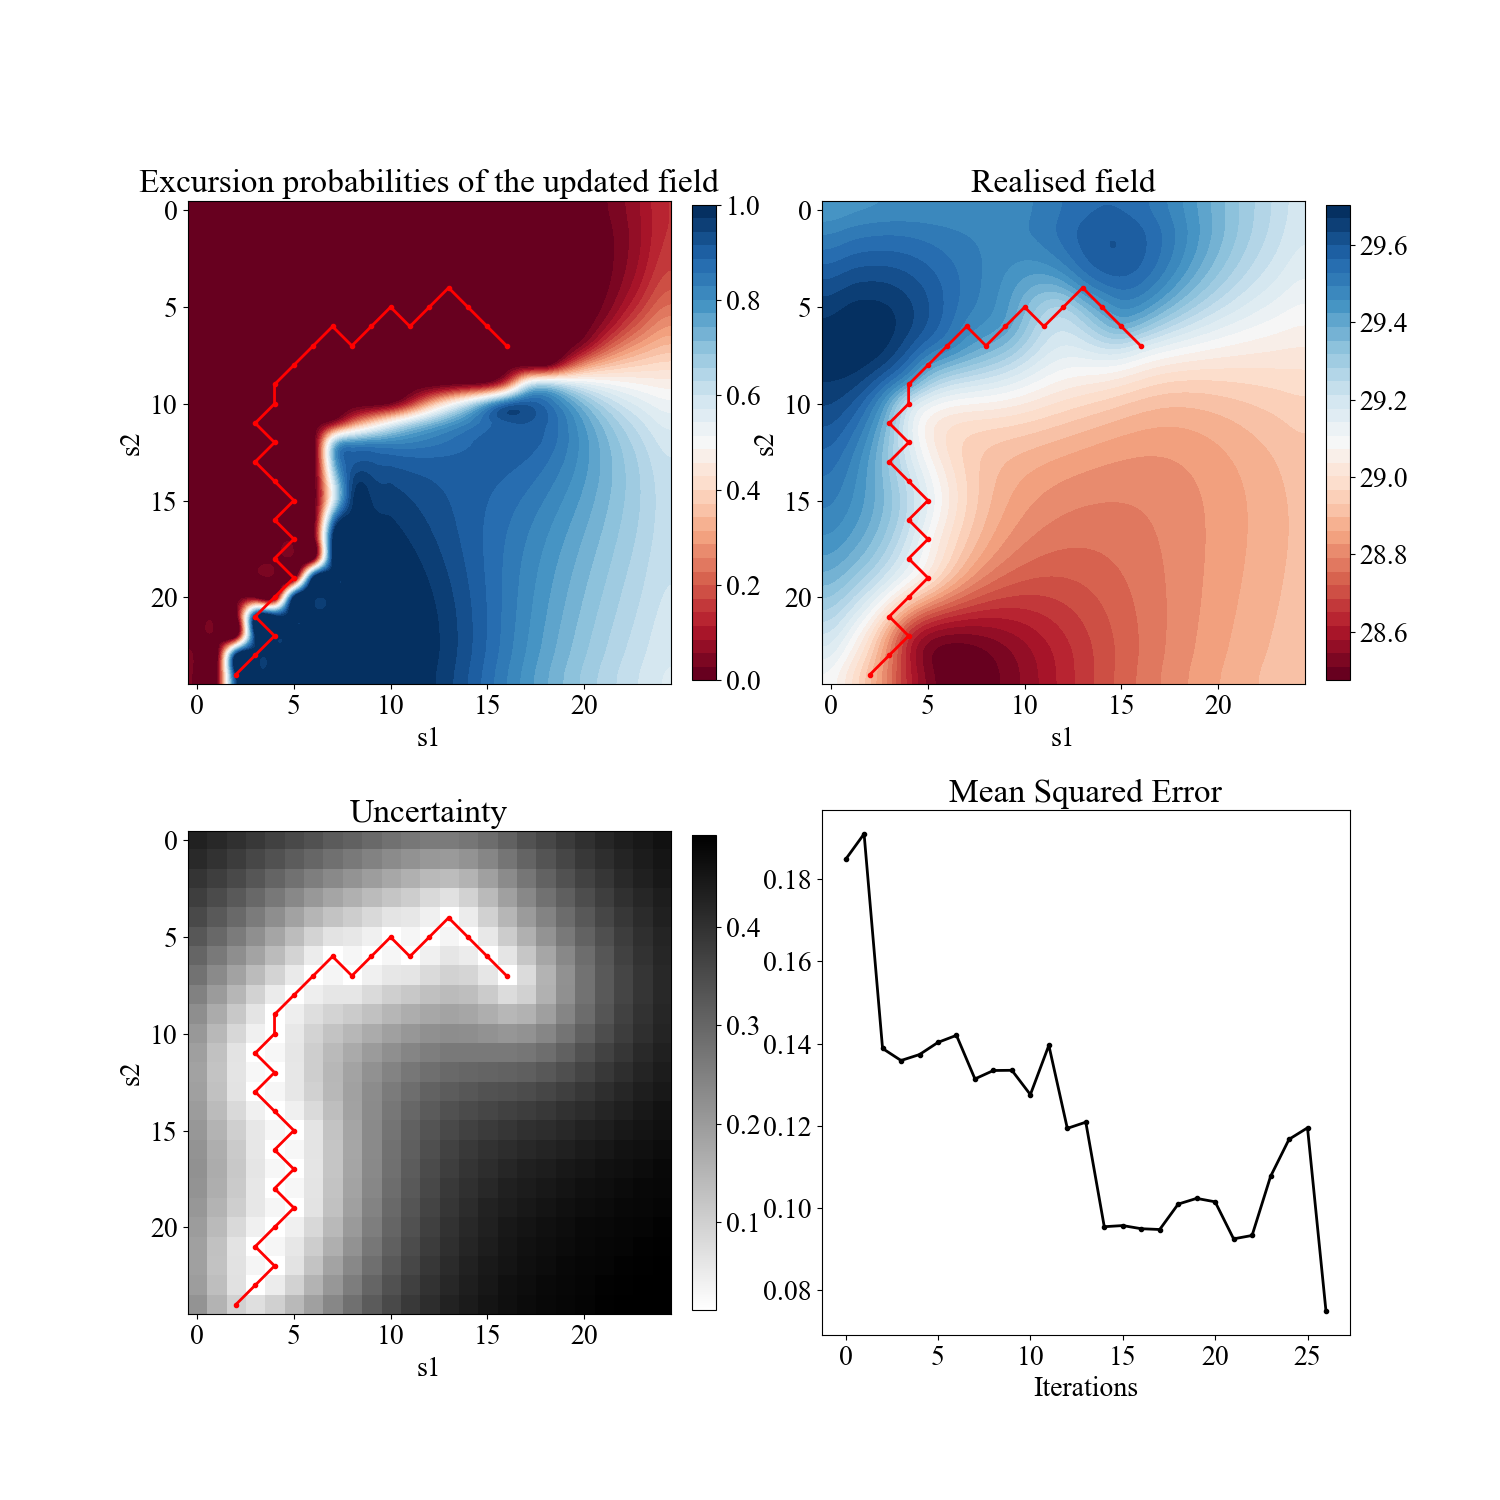 Excursion probabilities of the updated field
0
5
10
15
20
s2
0 5 10 15 20
s1
1.0
0.8
0.6
0.4
0.2
0.0
Realised field
0
5
10
15
20
s2
0 5 10 15 20
s1
29.6
29.4
29.2
29.0
28.8
28.6
Uncertainty
0
5
10
15
20
s2
0 5 10 15 20
s1
0.4
0.3
0.2
0.1
Mean Squared Error
0.18
0.16
0.14
0.12
0.10
0.08
0 5 10 15 20 25
Iterations